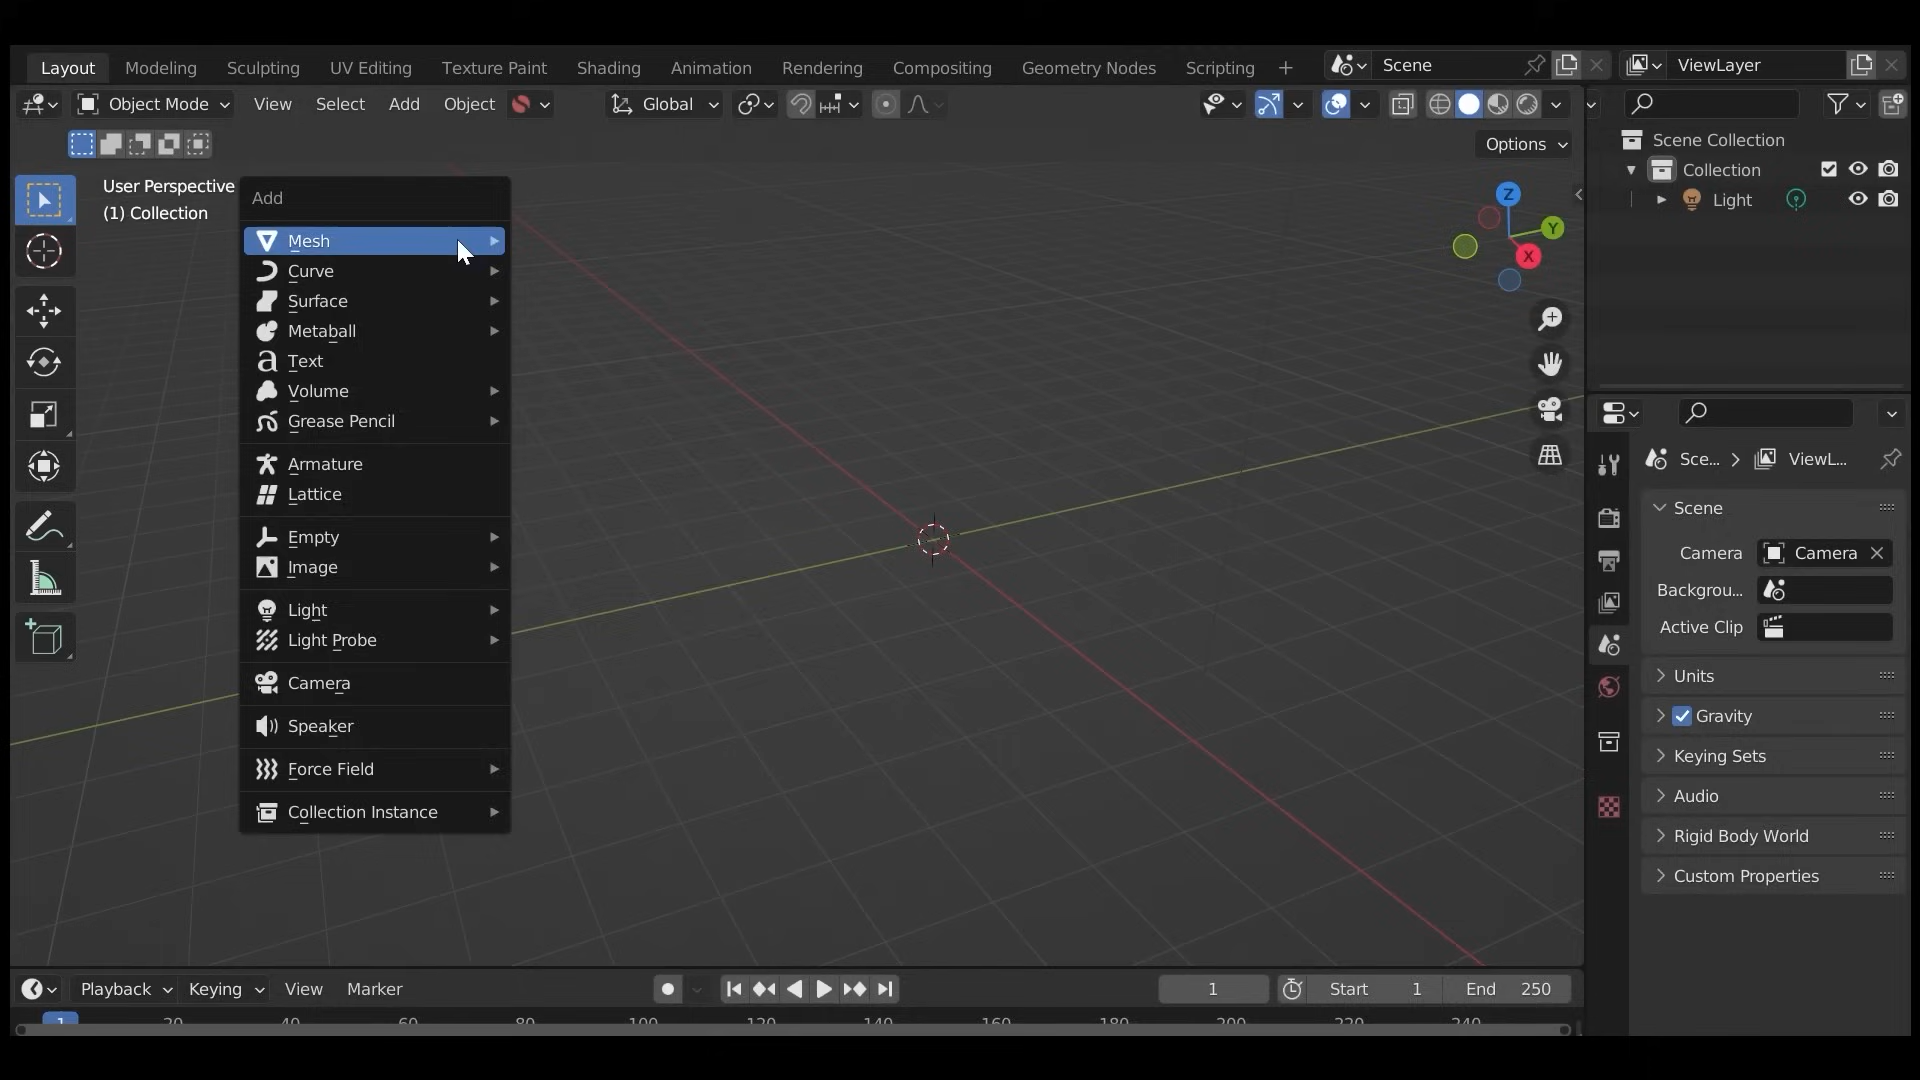 Layout Modeling Sculpting UV Editing Texture Paint Shading Animation Rendering Compositing Geometry Nodes Scripting + Scene ViewLayer
Object Mode View Select Add Object Global
Options
User Perspective
(1) Collection
Add
Mesh
Curve
Surface
Metaball
Text
Volume
Grease Pencil
Armature
Lattice
Empty
Image
Light
Light Probe
Camera
Speaker
Force Field
Collection Instance
Z
Y
X
Scene Collection
Collection
Light
Sce... ViewL...
Scene
Camera Camera
Backgrou...
Active Clip
Units
Gravity
Keying Sets
Audio
Rigid Body World
Custom Properties
Playback Keying View Marker 1 Start 1 End 250
1 20 40 60 80 100 120 140 160 180 200 220 240